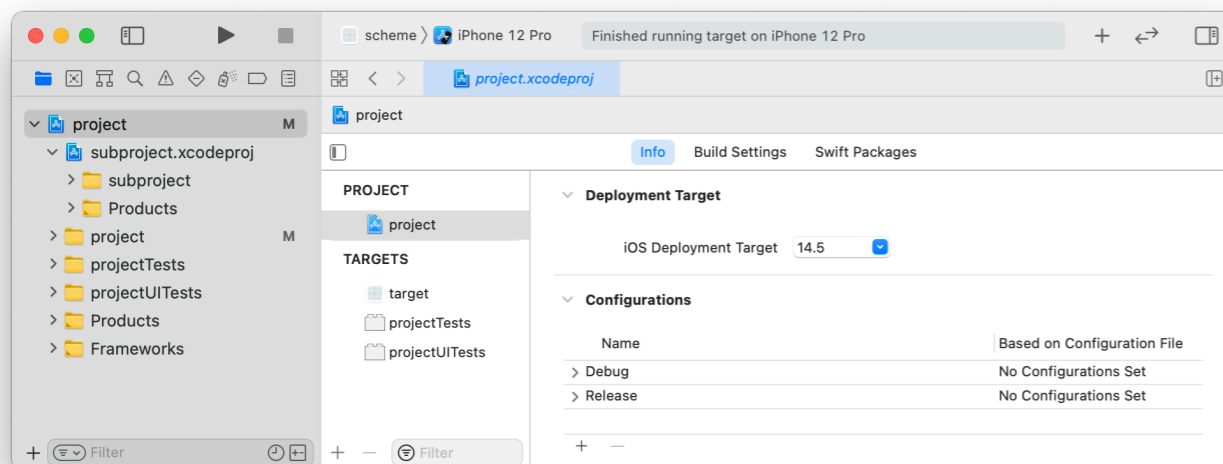 scheme iPhone 12 Pro Finished running target on iPhone 12 Pro
project.xcodeproj
project M
subproject.xcodeproj
subproject
Products
project M
projectTests
projectUITests
Products
Frameworks
Filter
project
Info Build Settings Swift Packages
PROJECT
project
TARGETS
target
projectTests
projectUITests
Filter
Deployment Target
iOS Deployment Target 14.5
Configurations
Name Based on Configuration File
Debug No Configurations Set
Release No Configurations Set